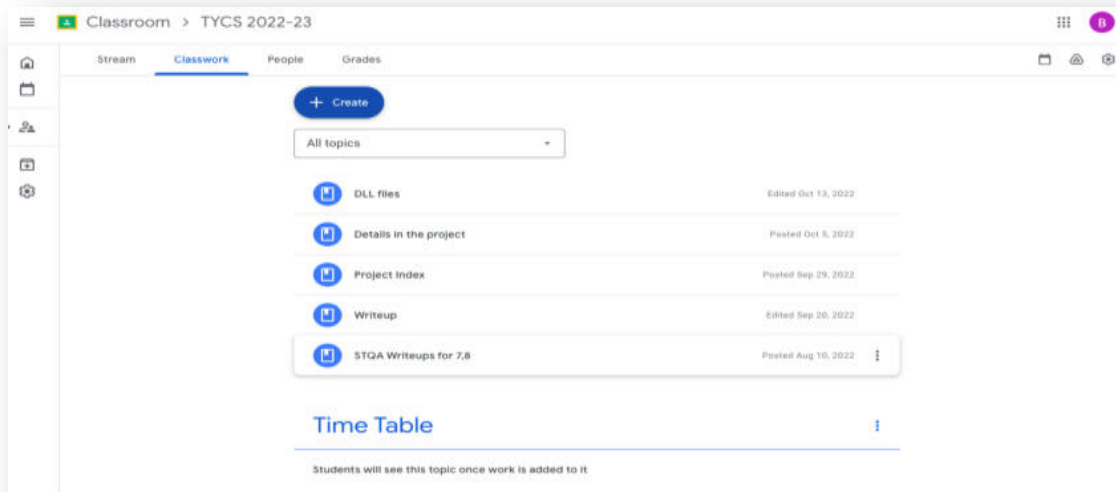 Classroom > TYCS 2022-23
B
Stream Classwork People Grades
+ Create
All topics
DLL files Edited Oct 13, 2022
Details in the project Posted Oct 5, 2022
Project Index Posted Sep 29, 2022
Writeup Edited Sep 20, 2022
STQA Writeups for 7,8 Posted Aug 10, 2022
Time Table
Students will see this topic once work is added to it